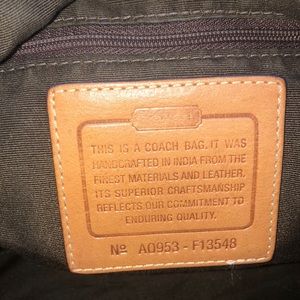 THIS IS A COACH BAG. IT WAS
HANDCRAFTED IN INDIA FROM THE
FINEST MATERIALS AND LEATHER.
ITS SUPERIOR CRAFTSMANSHIP
REFLECTS OUR COMMITMENT TO
ENDURING QUALITY.
Nº AQ953 - F13548